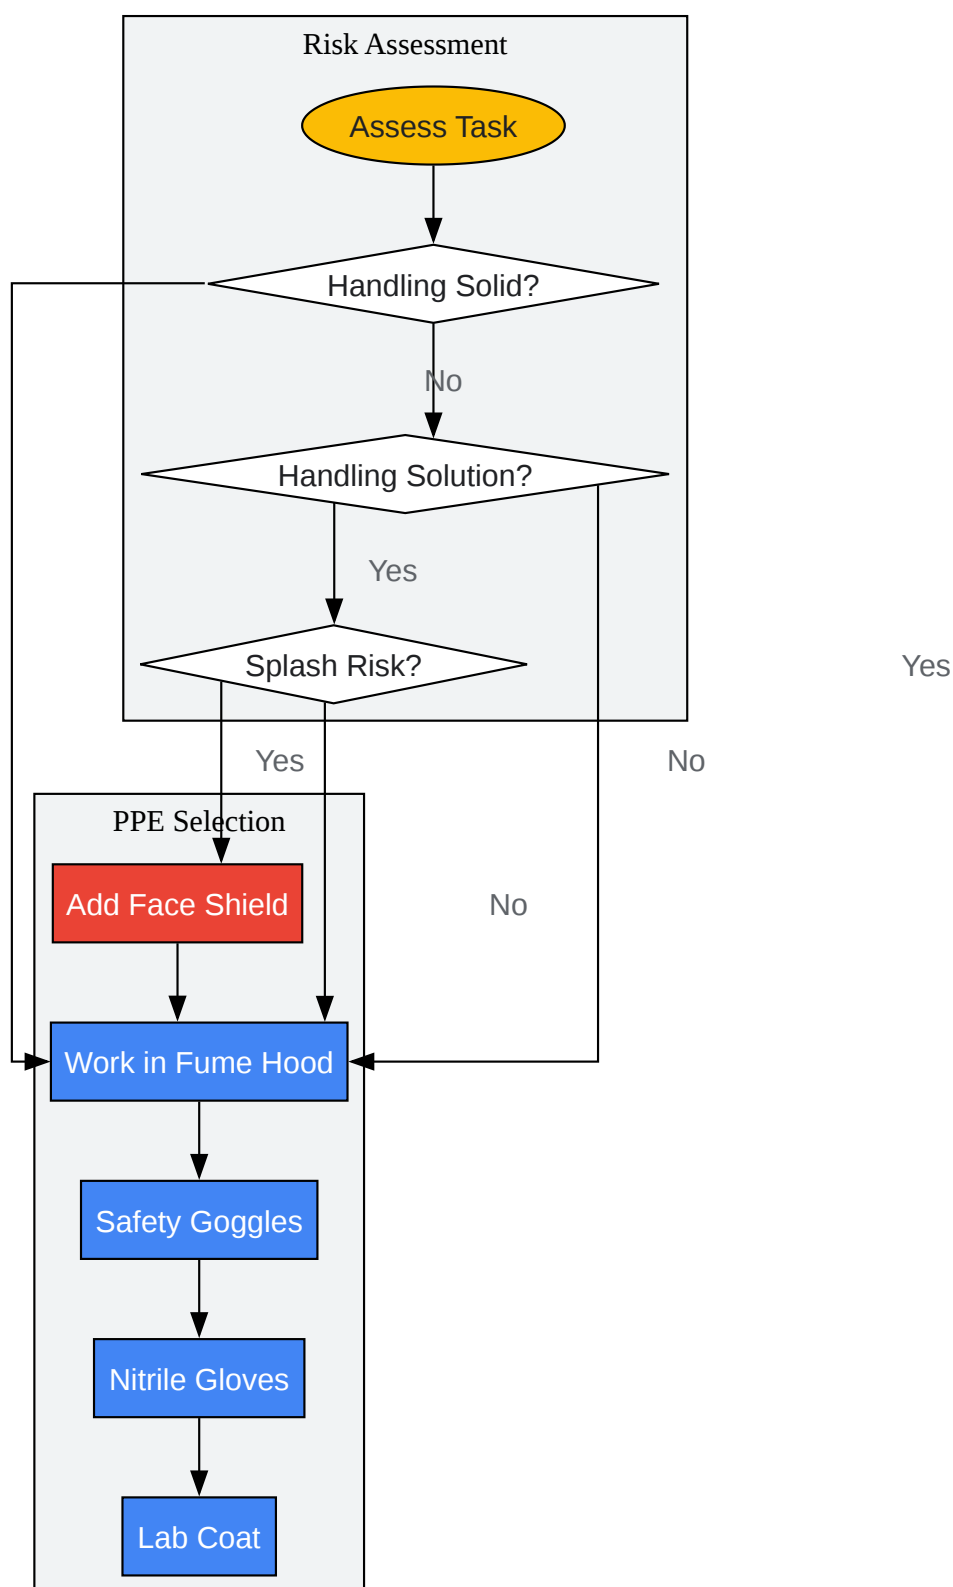 Risk Assessment
Assess Task
Handling Solid?
No
Handling Solution?
Yes
Splash Risk?
Yes
Yes
No
PPE Selection
Add Face Shield
No
Work in Fume Hood
Safety Goggles
Nitrile Gloves
Lab Coat